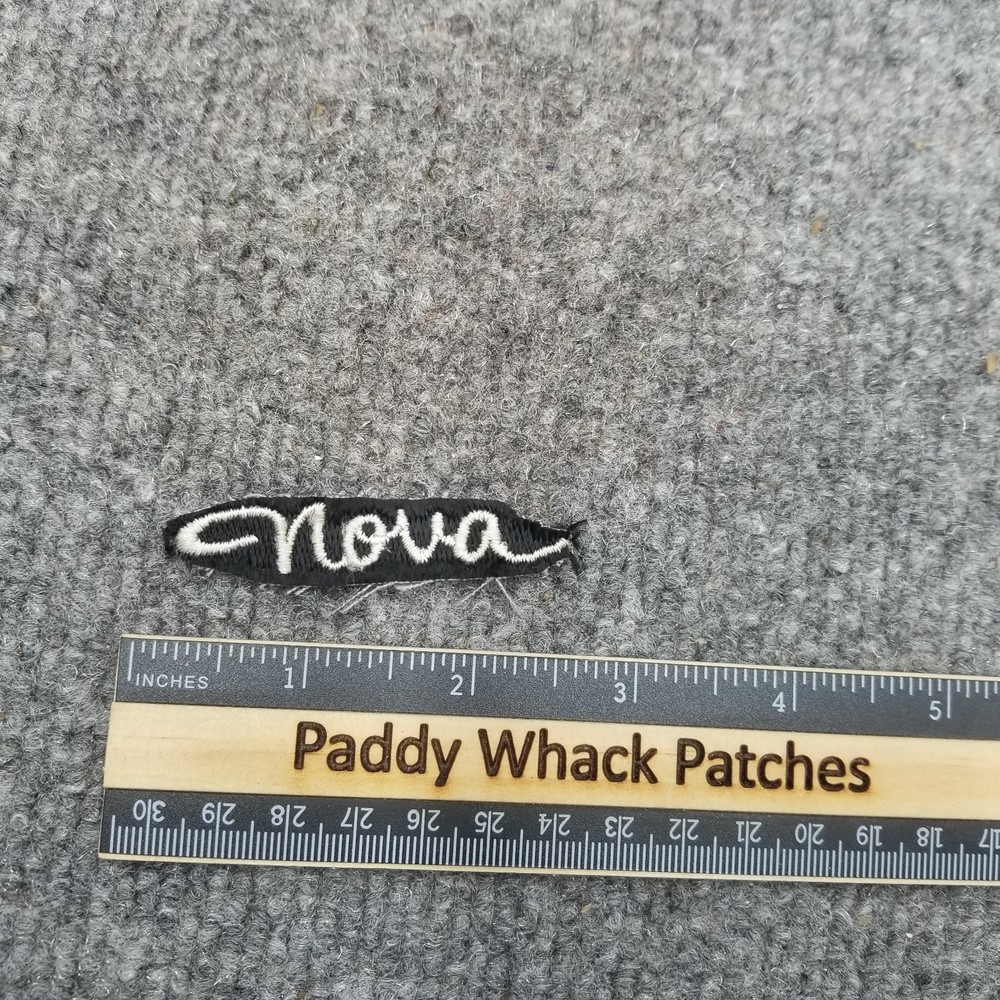 Nova
INCHES 1 2 3 4 5
Paddy Whack Patches
30 29 28 27 26 25 24 23 22 21 20 19 18 17